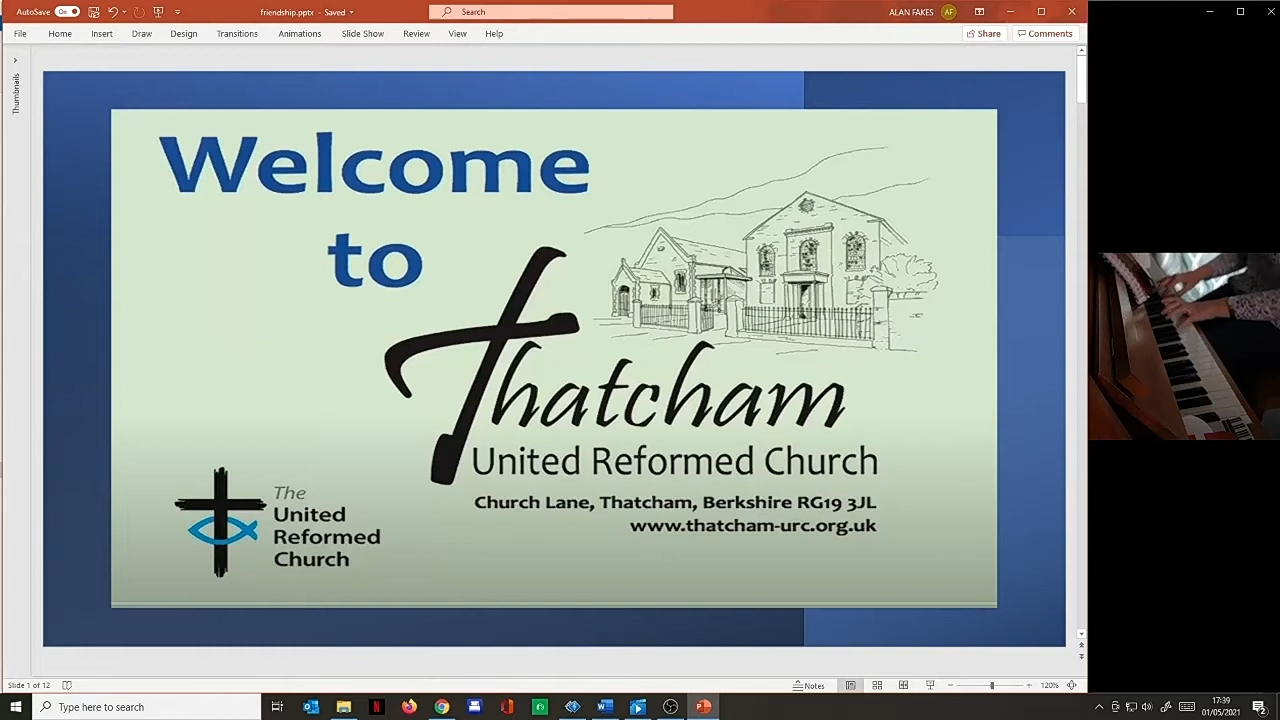 AutoSave On friendship.pptx - Saved Search ALAN FAKES AF
File Home Insert Draw Design Transitions Animations Slide Show Review View Help Share Comments
Thumbnails
Welcome
to
Thatcham
United Reformed Church
Church Lane, Thatcham, Berkshire RG19 3JL
www.thatcham-urc.org.uk
The
United
Reformed
Church
Slide 1 of 12 Notes 120%
Type here to search 17:39
01/05/2021 2